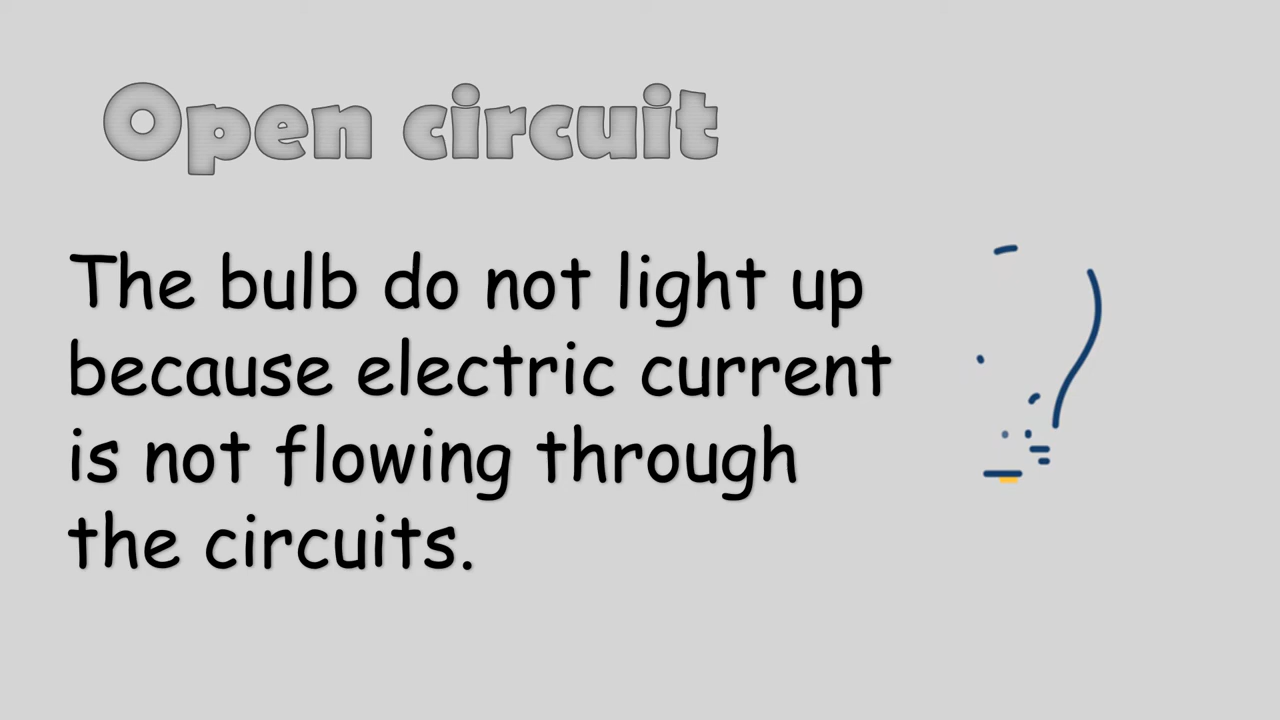 Open circuit
The bulb do not light up
because electric current
is not flowing through
the circuits.